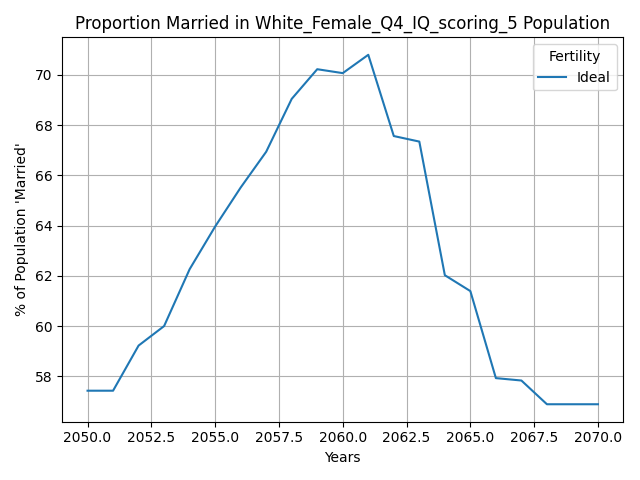 Proportion Married in White_Female_Q4_IQ_scoring_5 Population
Fertility
Ideal
% of Population 'Married'
70
68
66
64
62
60
58
2050.0 2052.5 2055.0 2057.5 2060.0 2062.5 2065.0 2067.5 2070.0
Years